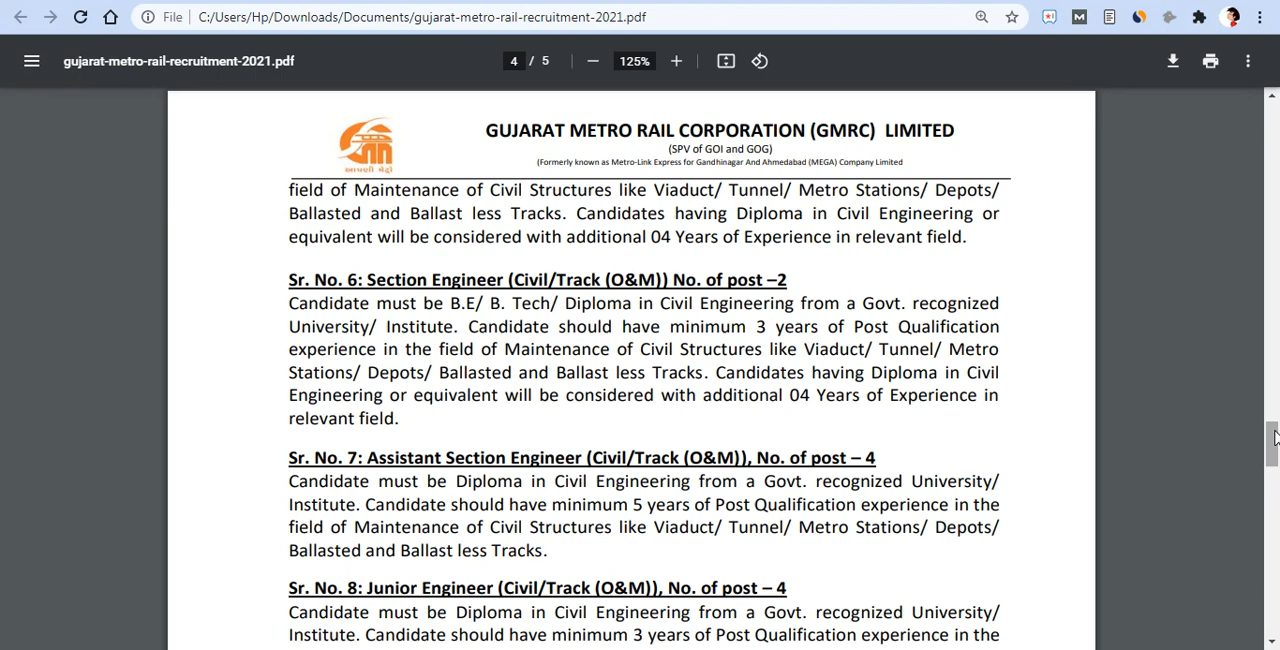 File
C:/Users/Hp/Downloads/Documents/gujarat-metro-rail-recruitment-2021.pdf
gujarat-metro-rail-recruitment-2021.pdf
4 / 5
125%
GUJARAT METRO RAIL CORPORATION (GMRC) LIMITED
(SPV of GOI and GOG)
(Formerly known as Metro-Link Express for Gandhinagar And Ahmedabad (MEGA) Company Limited
આપણી મેટ્રો
field of Maintenance of Civil Structures like Viaduct/ Tunnel/ Metro Stations/ Depots/
Ballasted and Ballast less Tracks. Candidates having Diploma in Civil Engineering or
equivalent will be considered with additional 04 Years of Experience in relevant field.
Sr. No. 6: Section Engineer (Civil/Track (O&M)) No. of post –2
Candidate must be B.E/ B. Tech/ Diploma in Civil Engineering from a Govt. recognized
University/ Institute. Candidate should have minimum 3 years of Post Qualification
experience in the field of Maintenance of Civil Structures like Viaduct/ Tunnel/ Metro
Stations/ Depots/ Ballasted and Ballast less Tracks. Candidates having Diploma in Civil
Engineering or equivalent will be considered with additional 04 Years of Experience in
relevant field.
Sr. No. 7: Assistant Section Engineer (Civil/Track (O&M)), No. of post – 4
Candidate must be Diploma in Civil Engineering from a Govt. recognized University/
Institute. Candidate should have minimum 5 years of Post Qualification experience in the
field of Maintenance of Civil Structures like Viaduct/ Tunnel/ Metro Stations/ Depots/
Ballasted and Ballast less Tracks.
Sr. No. 8: Junior Engineer (Civil/Track (O&M)), No. of post – 4
Candidate must be Diploma in Civil Engineering from a Govt. recognized University/
Institute. Candidate should have minimum 3 years of Post Qualification experience in the